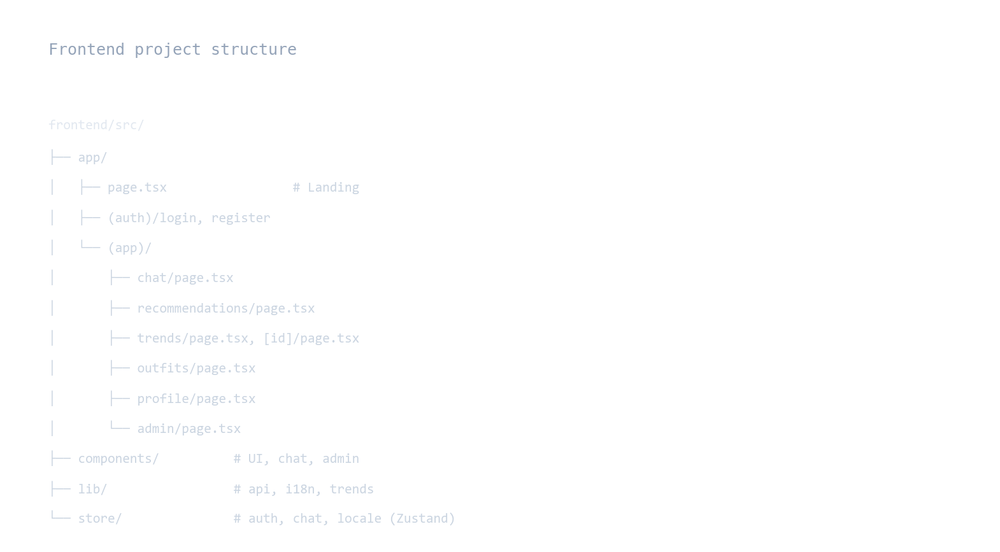 Frontend project structure
frontend/src/
├── app/
│   ├── page.tsx                 # Landing
│   ├── (auth)/login, register
│   └── (app)/
│       ├── chat/page.tsx
│       ├── recommendations/page.tsx
│       ├── trends/page.tsx, [id]/page.tsx
│       ├── outfits/page.tsx
│       ├── profile/page.tsx
│       └── admin/page.tsx
├── components/          # UI, chat, admin
├── lib/                 # api, i18n, trends
└── store/               # auth, chat, locale (Zustand)